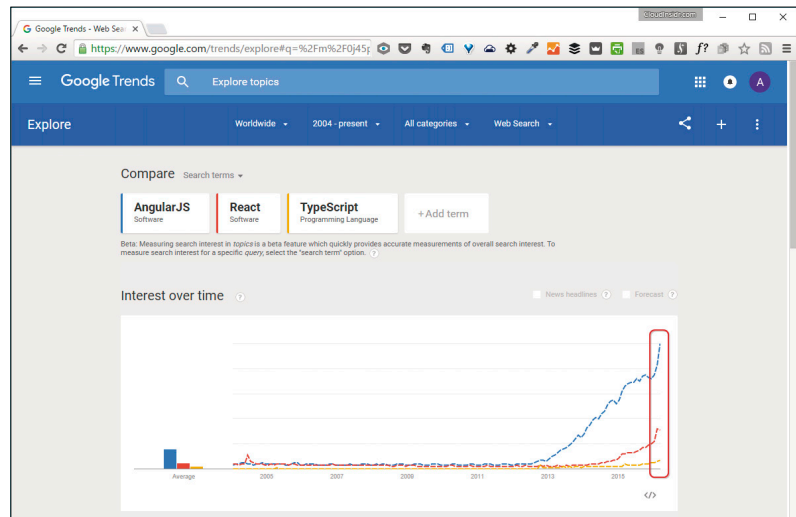 Cloudinsidr.com
Google Trends - Web Sea
https://www.google.com/trends/explore#q=%2Fm%2F0j45p
f?
Google Trends
Explore topics
A
Explore
Worldwide
2004 - present
All categories
Web Search
Compare Search terms
AngularJS React TypeScript
+Add term
Software Software Programming Language
Beta: Measuring search interest in topics is a beta feature which quickly provides accurate measurements of overall search interest. To
measure search interest for a specific query, select the "search term" option. ?
Interest over time ?
News headlines ? Forecast ?
Average 2005 2007 2009 2011 2013 2015
</>